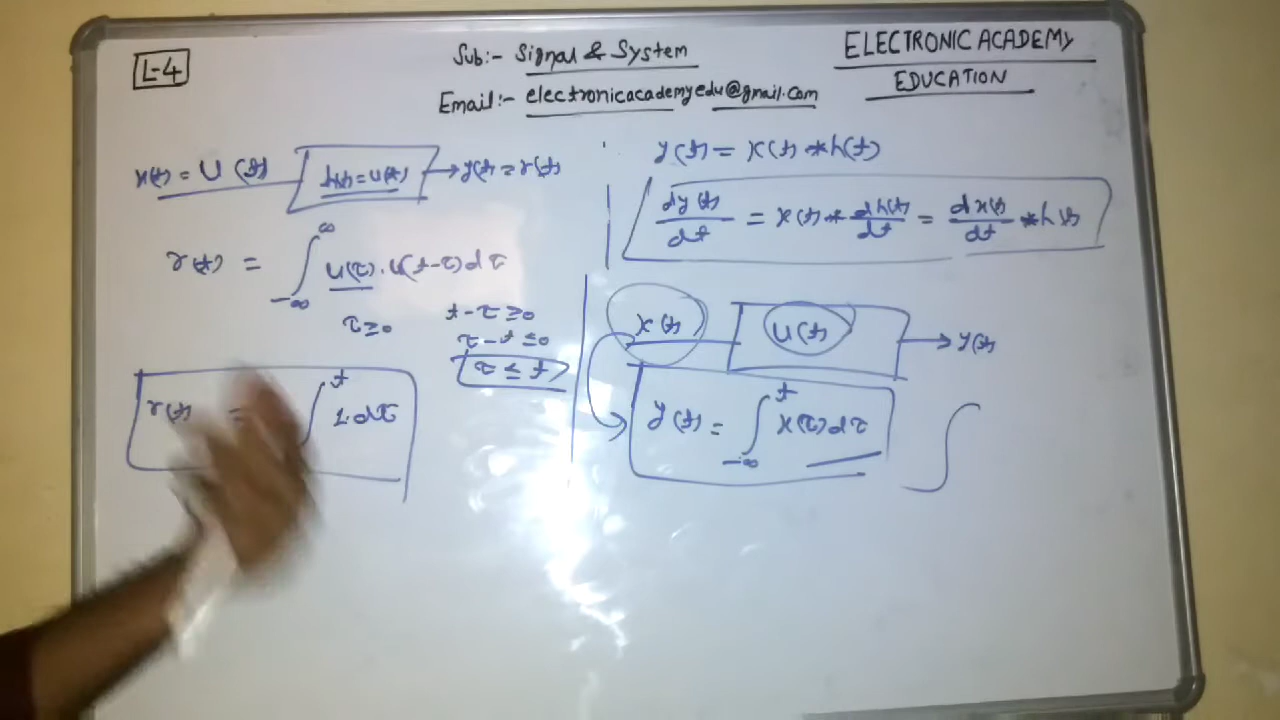 L-4
Sub:- Signal & System
Email:- electronicacademyedu@gmail.com
ELECTRONIC ACADEMY
EDUCATION
x(t) = u(t)
h(t) = u(t)
y(t) = r(t)
r(t) = ∫_{-∞}^{∞} u(τ)·u(t-τ) dτ
τ ≥ 0
t - τ ≥ 0
τ - t ≤ 0
τ ≤ t
r(t) = ∫^{t} 1·dτ
y(t) = x(t) * h(t)
dy(t)/dt = x(t) * dh(t)/dt = dx(t)/dt * h(t)
x(t)
u(t)
y(t)
y(t) = ∫_{-∞}^{t} x(τ) dτ
∫